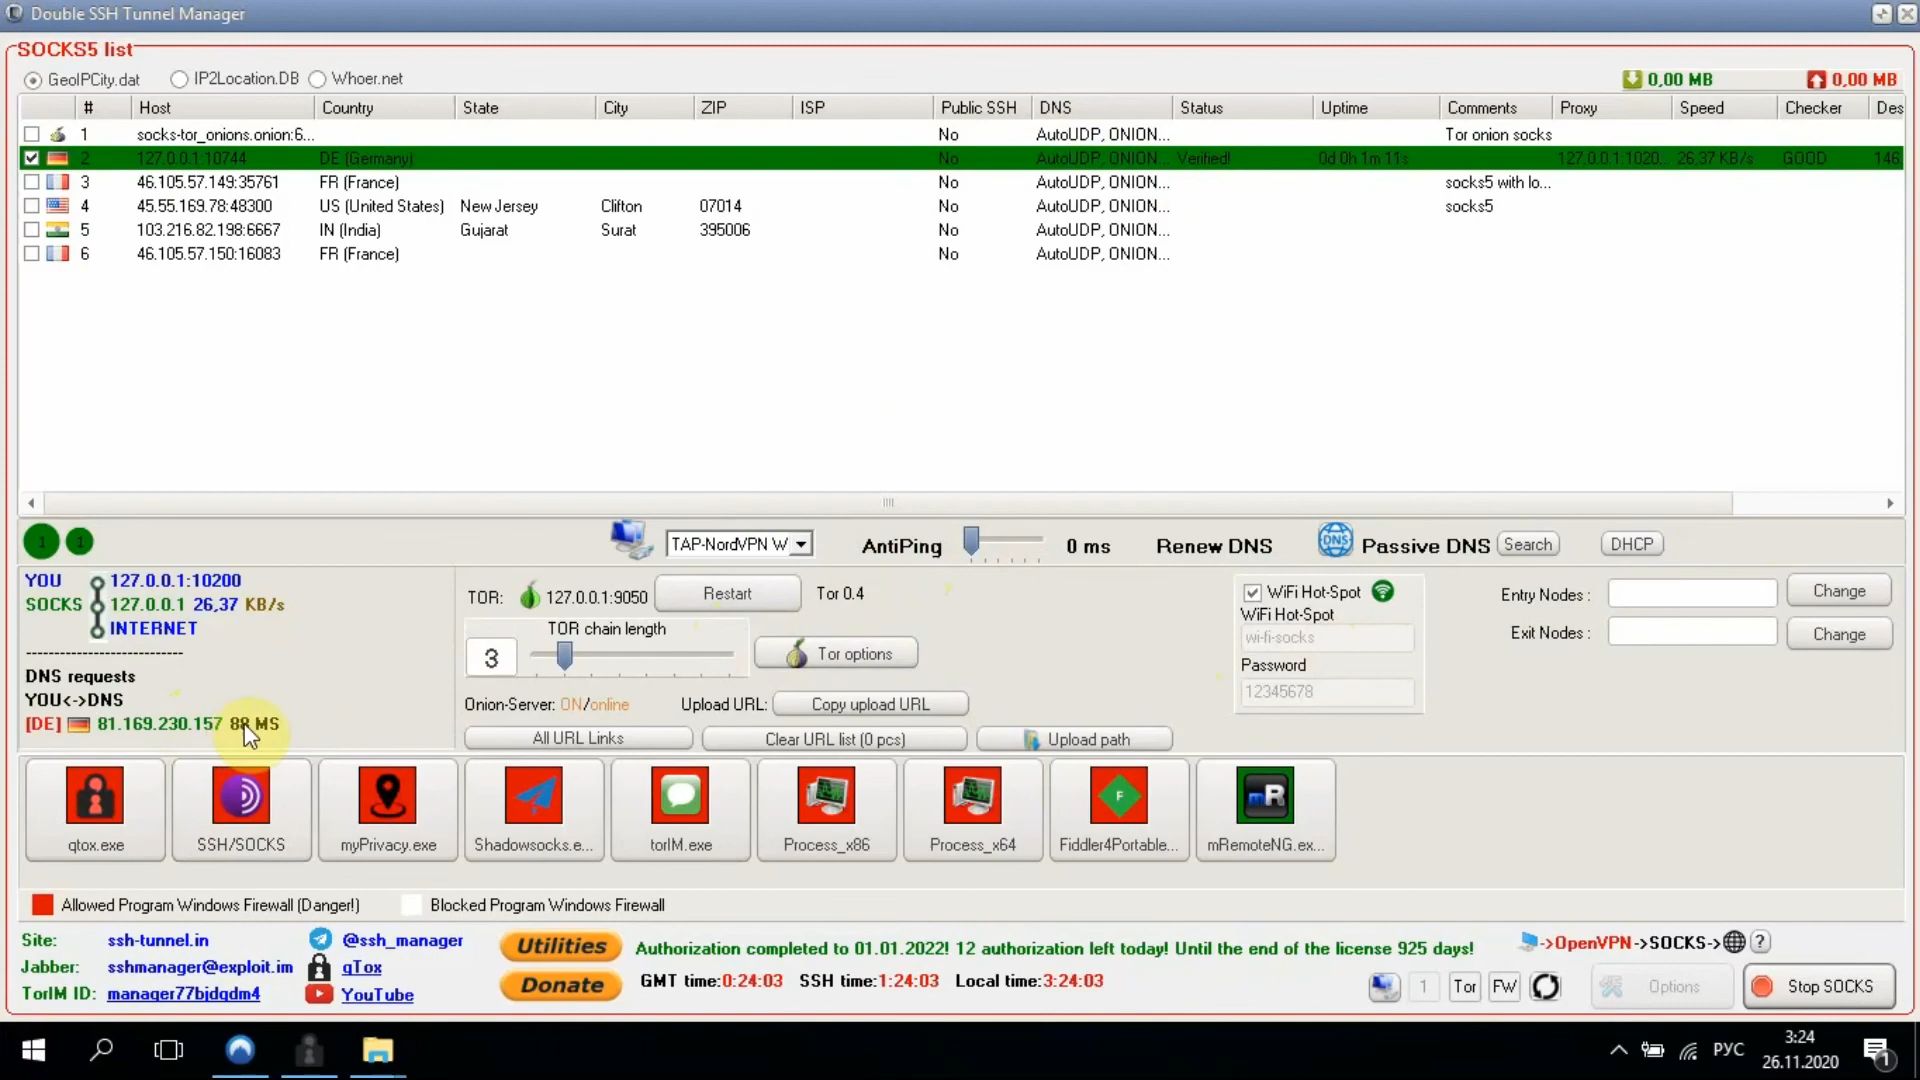 Double SSH Tunnel Manager
SOCKS5 list
GeoIPCity.dat IP2Location.DB Whoer.net 0,00 MB 0,00 MB
# Host Country State City ZIP ISP Public SSH DNS Status Uptime Comments Proxy Speed Checker Des
1 socks-tor_onions.onion:6... No AutoUDP, ONION... Tor onion socks
2 127.0.0.1:10744 DE (Germany) No AutoUDP, ONION... Verified! 0d 0h 1m 11s 127.0.0.1:1020... 26,37 KB/s GOOD 146.
3 46.105.57.149:35761 FR (France) No AutoUDP, ONION... socks5 with lo...
4 45.55.169.78:48300 US (United States) New Jersey Clifton 07014 No AutoUDP, ONION... socks5
5 103.216.82.198:6667 IN (India) Gujarat Surat 395006 No AutoUDP, ONION...
6 46.105.57.150:16083 FR (France) No AutoUDP, ONION...
1 1 TAP-NordVPN W AntiPing 0 ms Renew DNS DNS Passive DNS Search DHCP
YOU 127.0.0.1:10200
SOCKS 127.0.0.1 26,37 KB/s
INTERNET
---------------------------
DNS requests
YOU<->DNS
[DE] 81.169.230.157 88 MS
TOR: 127.0.0.1:9050 Restart Tor 0.4
TOR chain length
3 Tor options
Onion-Server: ON/online Upload URL: Copy upload URL
All URL Links Clear URL list (0 pcs) Upload path
WiFi Hot-Spot
WiFi Hot-Spot
wi-fi-socks
Password
12345678
Entry Nodes : Change
Exit Nodes : Change
qtox.exe SSH/SOCKS myPrivacy.exe Shadowsocks.e... torIM.exe Process_x86 Process_x64 Fiddler4Portable... mRemoteNG.ex...
F mR
Allowed Program Windows Firewall (Danger!) Blocked Program Windows Firewall
Site: ssh-tunnel.in @ssh_manager
Jabber: sshmanager@exploit.im qTox
TorIM ID: manager77bjdqdm4 YouTube
Utilities Authorization completed to 01.01.2022! 12 authorization left today! Until the end of the license 925 days!
Donate GMT time:0:24:03 SSH time:1:24:03 Local time:3:24:03
->OpenVPN->SOCKS-> ?
1 Tor FW Options Stop SOCKS
РУС 3:24
26.11.2020 1